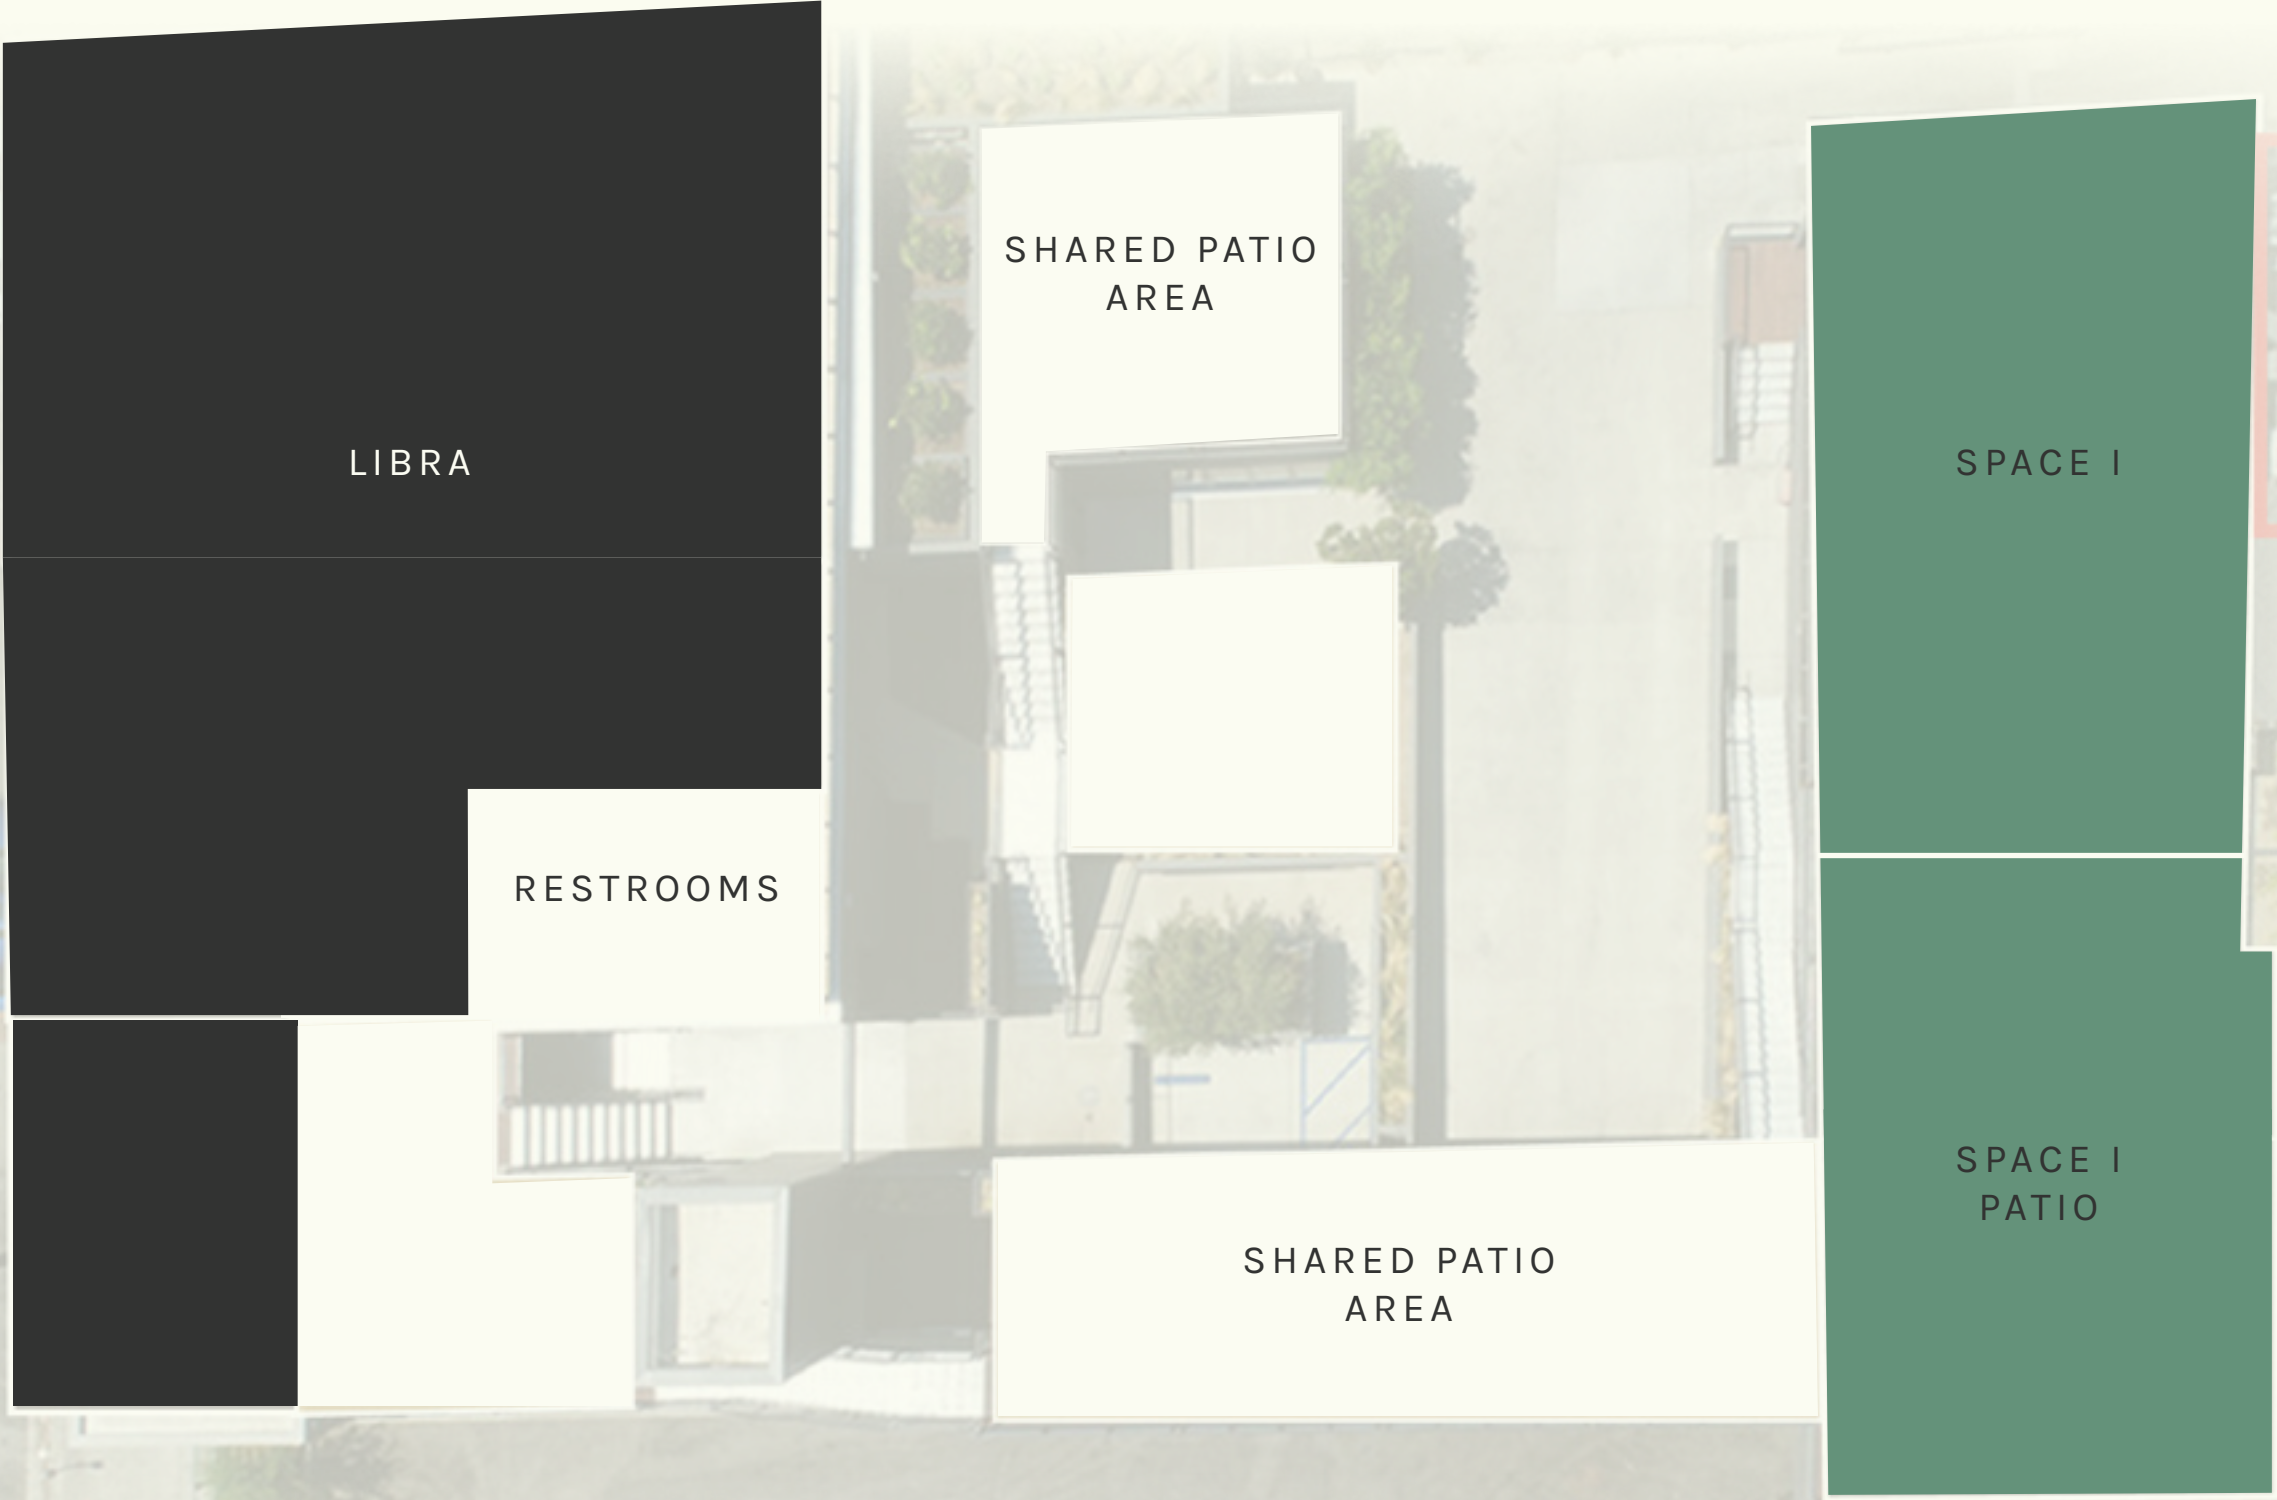 SHARED PATIO
AREA
LIBRA
SPACE I
RESTROOMS
SPACE I
PATIO
SHARED PATIO
AREA